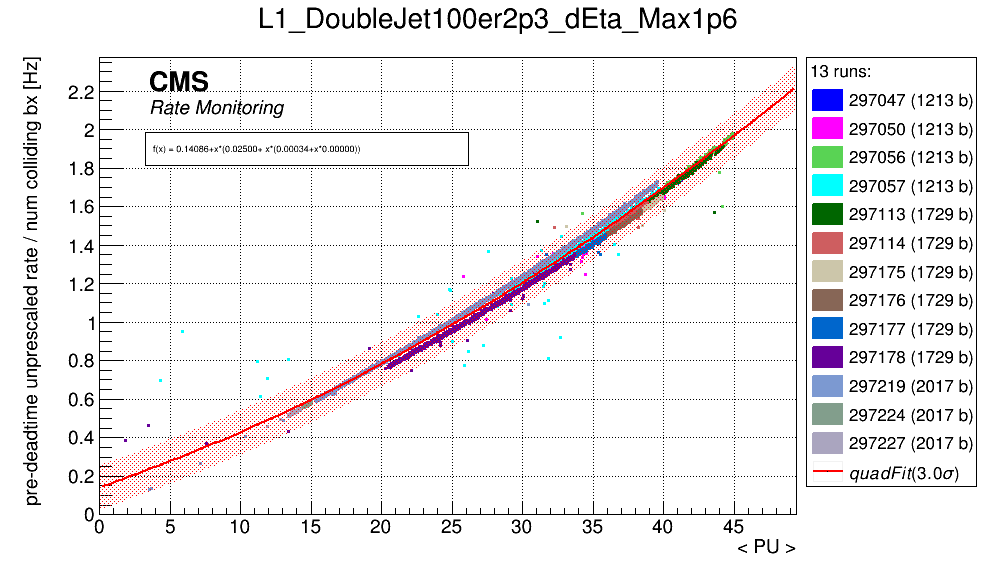 L1_DoubleJet100er2p3_dEta_Max1p6
pre-deadtime unprescaled rate / num colliding bx [Hz]
CMS
Rate Monitoring
f(x) = 0.14086+x*(0.02500+ x*(0.00034+x*0.00000))
2.2
2
1.8
1.6
1.4
1.2
1
0.8
0.6
0.4
0.2
0
0 5 10 15 20 25 30 35 40 45
< PU >
13 runs:
297047 (1213 b)
297050 (1213 b)
297056 (1213 b)
297057 (1213 b)
297113 (1729 b)
297114 (1729 b)
297175 (1729 b)
297176 (1729 b)
297177 (1729 b)
297178 (1729 b)
297219 (2017 b)
297224 (2017 b)
297227 (2017 b)
quadFit(3.0σ)